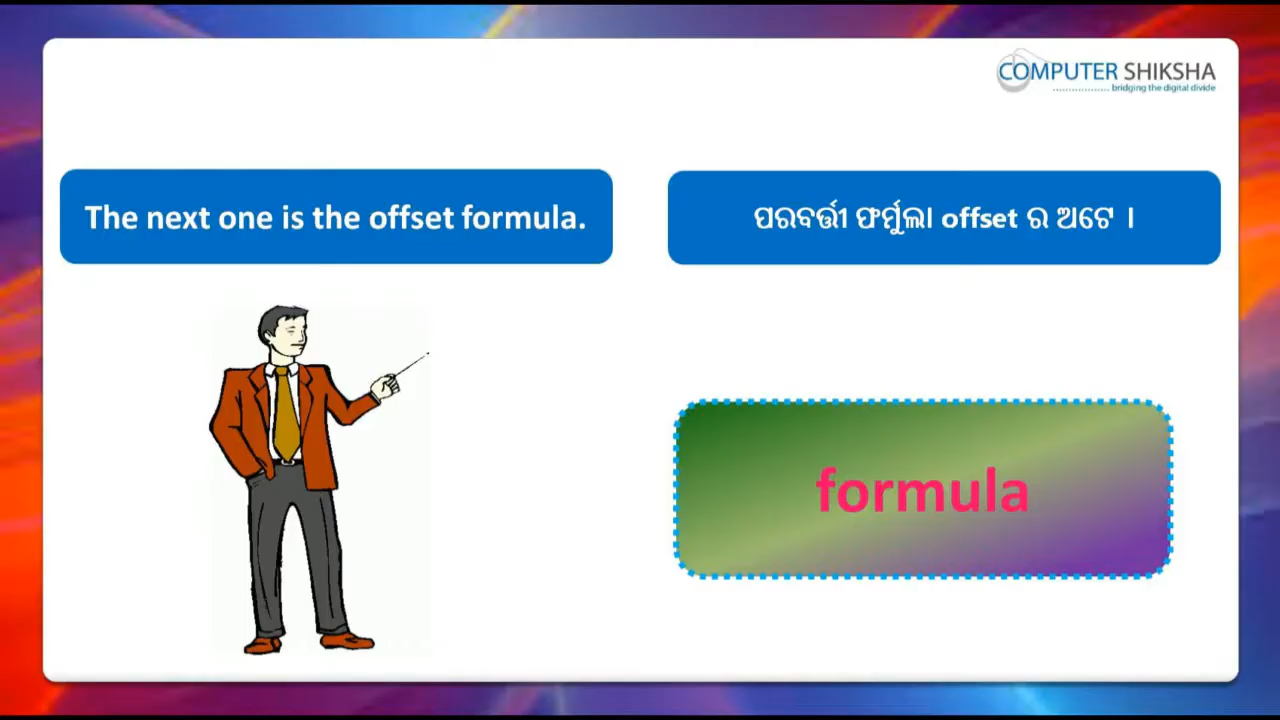 COMPUTER SHIKSHA
bridging the digital divide
The next one is the offset formula.
ପରବର୍ତ୍ତୀ ଫର୍ମୁଲା offset ର ଅଟେ ।
formula